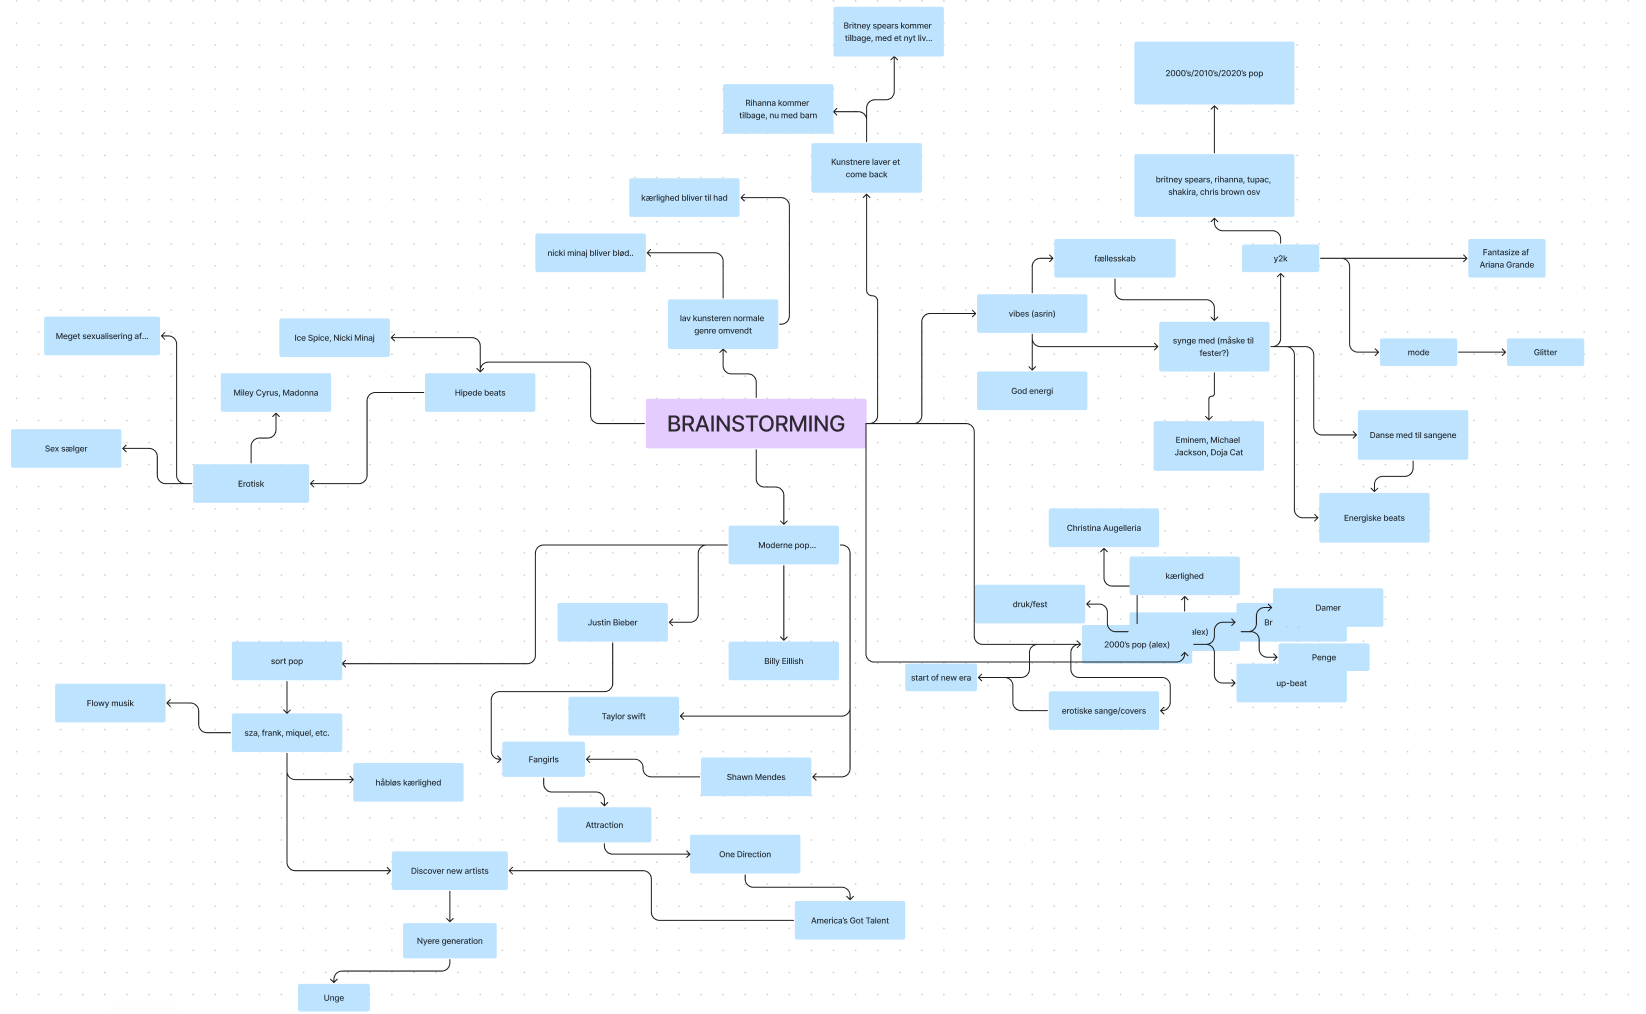 Britney spears kommer
tilbage, med et nyt liv...
2000's/2010's/2020's pop
Rihanna kommer
tilbage, nu med barn
Kunstnere laver et
come back
britney spears, rihanna, tupac,
shakira, chris brown osv
kærlighed bliver til had
nicki minaj bliver blød..
fællesskab
y2k
Fantasize af
Ariana Grande
lav kunsteren normale
genre omvendt
vibes (asrin)
synge med (måske til
fester?)
mode
Glitter
Meget sexualisering af...
Ice Spice, Nicki Minaj
Miley Cyrus, Madonna
Hipede beats
God energi
BRAINSTORMING
Sex sælger
Erotisk
Eminem, Michael
Jackson, Doja Cat
Danse med til sangene
Energiske beats
Christina Augelleria
Moderne pop...
kærlighed
druk/fest
Damer
Justin Bieber
Br
alex)
2000's pop (alex)
Penge
sort pop
Billy Eillish
start of new era
up-beat
Flowy musik
erotiske sange/covers
Taylor swift
sza, frank, miquel, etc.
Fangirls
Shawn Mendes
håbløs kærlighed
Attraction
One Direction
Discover new artists
America's Got Talent
Nyere generation
Unge